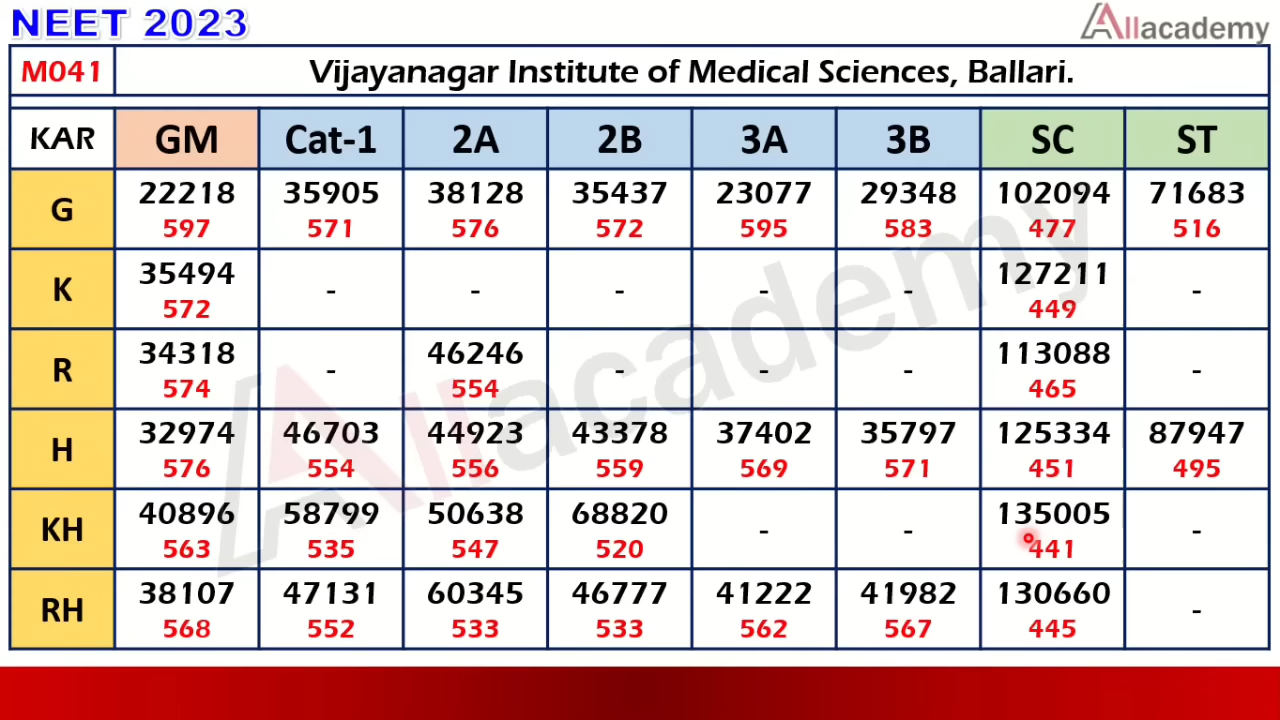 NEET 2023
Allacademy
M041 Vijayanagar Institute of Medical Sciences, Ballari.
KAR GM Cat-1 2A 2B 3A 3B SC ST
G 22218 35905 38128 35437 23077 29348 102094 71683
597 571 576 572 595 583 477 516
K 35494 - - - - - 127211 -
572 449
R 34318 - 46246 - - - 113088 -
574 554 465
H 32974 46703 44923 43378 37402 35797 125334 87947
576 554 556 559 569 571 451 495
KH 40896 58799 50638 68820 - - 135005 -
563 535 547 520 441
RH 38107 47131 60345 46777 41222 41982 130660 -
568 552 533 533 562 567 445
Allacademy